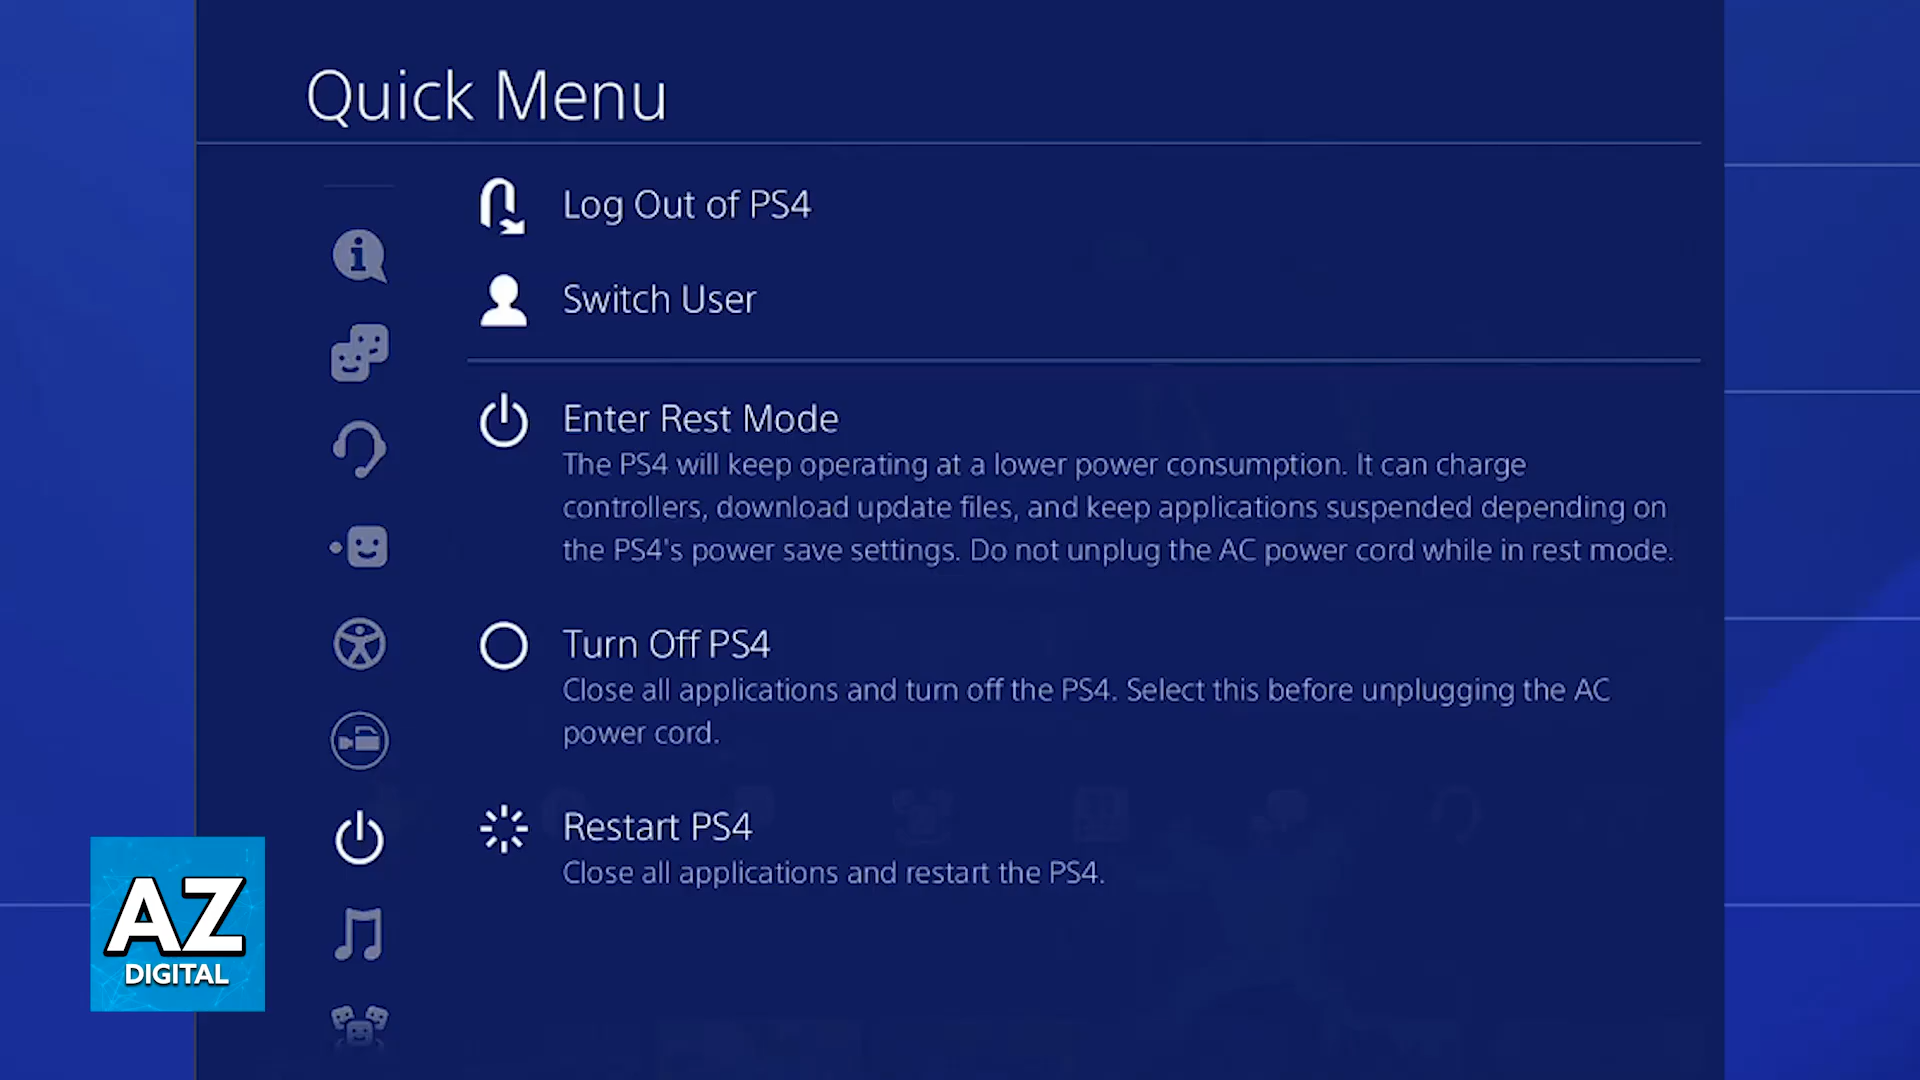 Quick Menu
Log Out of PS4
Switch User
Enter Rest Mode
The PS4 will keep operating at a lower power consumption. It can charge
controllers, download update files, and keep applications suspended depending on
the PS4's power save settings. Do not unplug the AC power cord while in rest mode.
Turn Off PS4
Close all applications and turn off the PS4. Select this before unplugging the AC
power cord.
Restart PS4
Close all applications and restart the PS4.
AZ
DIGITAL